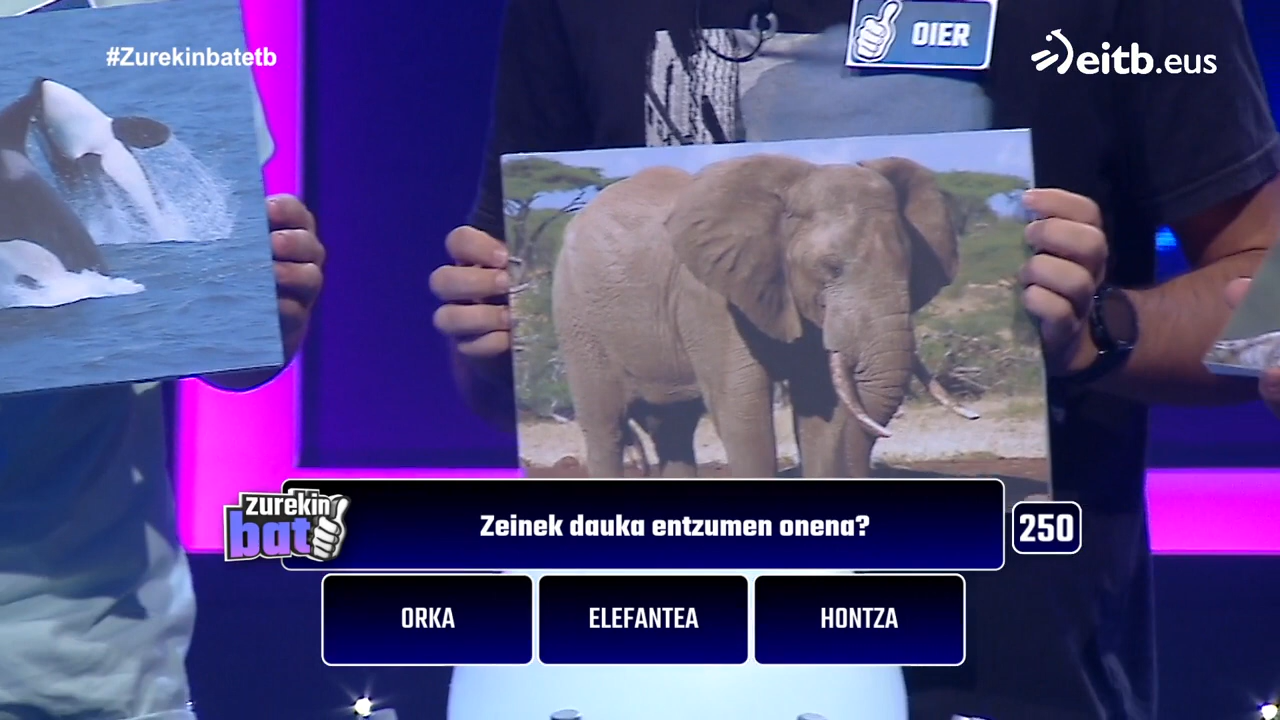 #Zurekinbatetb
OIER
eitb.eus
zurekin
bat
Zeinek dauka entzumen onena?
250
ORKA
ELEFANTEA
HONTZA